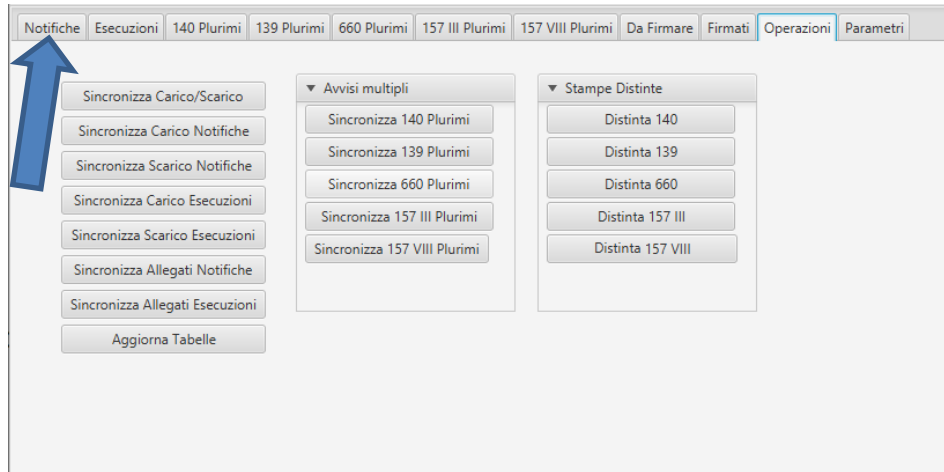 Notifiche Esecuzioni 140 Plurimi 139 Plurimi 660 Plurimi 157 III Plurimi 157 VIII Plurimi Da Firmare Firmati Operazioni Parametri
Sincronizza Carico/Scarico
Sincronizza Carico Notifiche
Sincronizza Scarico Notifiche
Sincronizza Carico Esecuzioni
Sincronizza Scarico Esecuzioni
Sincronizza Allegati Notifiche
Sincronizza Allegati Esecuzioni
Aggiorna Tabelle
Avvisi multipli
Sincronizza 140 Plurimi
Sincronizza 139 Plurimi
Sincronizza 660 Plurimi
Sincronizza 157 III Plurimi
Sincronizza 157 VIII Plurimi
Stampe Distinte
Distinta 140
Distinta 139
Distinta 660
Distinta 157 III
Distinta 157 VIII